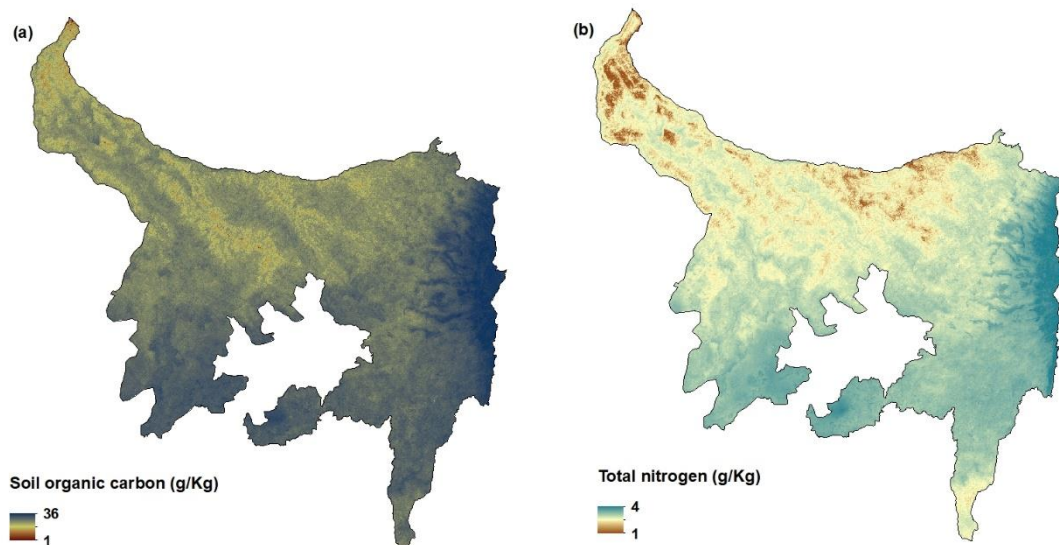 (a)
Soil organic carbon (g/Kg)
36
1
(b)
Total nitrogen (g/Kg)
4
1